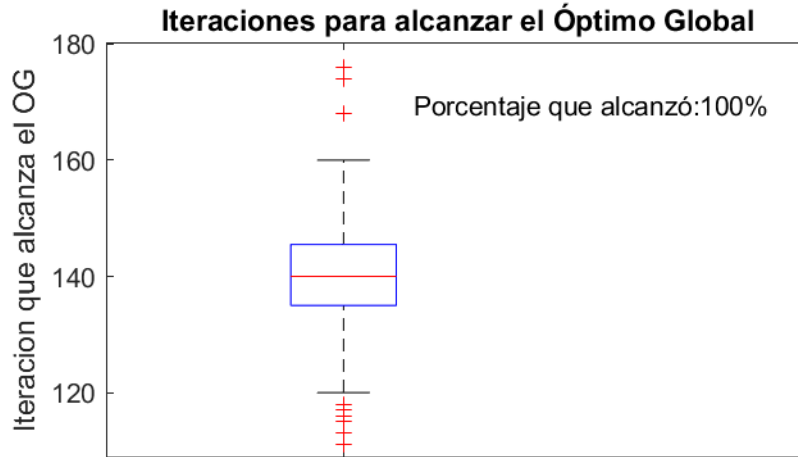 Iteraciones para alcanzar el Óptimo Global
Iteracion que alcanza el OG
180
160
140
120
Porcentaje que alcanzó:100%